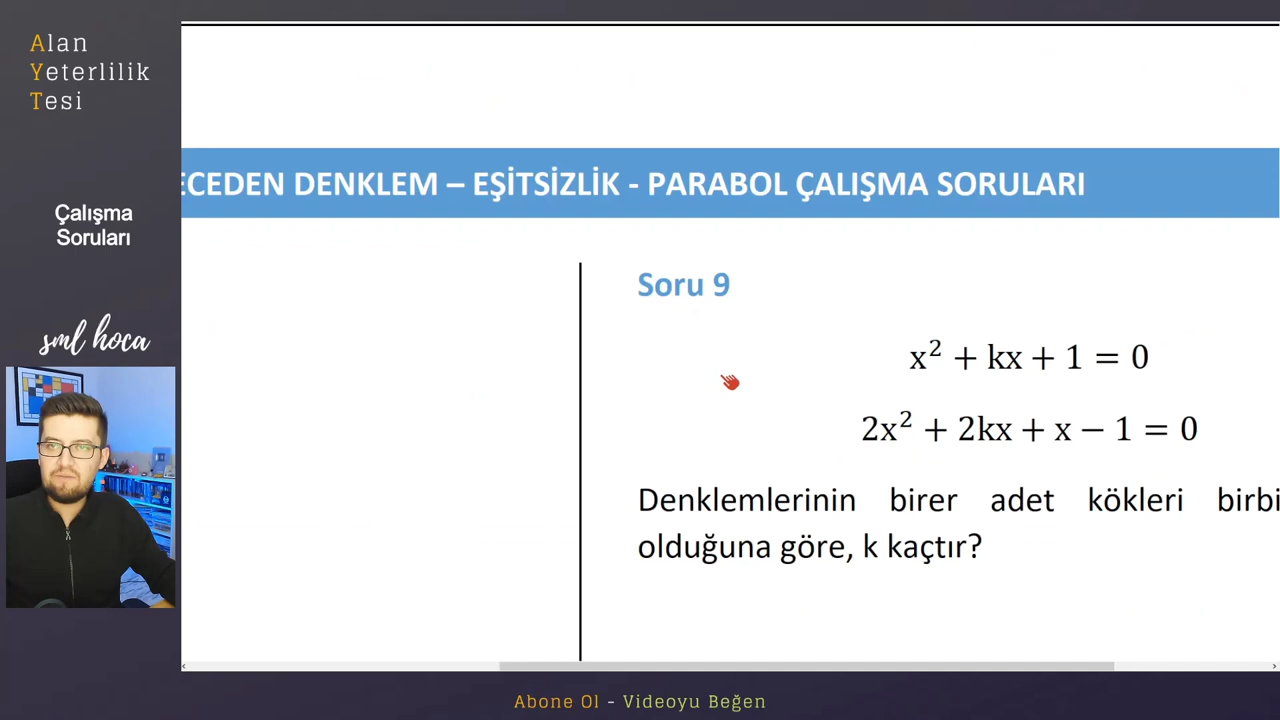 Alan
Yeterlilik
Tesi
Çalışma
Soruları
sml hoca
ECEDEN DENKLEM – EŞİTSİZLİK - PARABOL ÇALIŞMA SORULARI
Soru 9
x² + kx + 1 = 0
2x² + 2kx + x − 1 = 0
Denklemlerinin birer adet kökleri birbi
olduğuna göre, k kaçtır?
Abone Ol - Videoyu Beğen